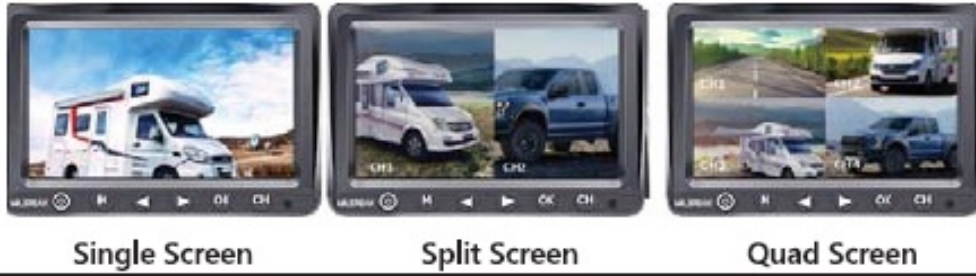 CH1 CH2
CH1 CH2
CH3 CH4
M OK CH
M OK CH
M OK CH
Single Screen Split Screen Quad Screen